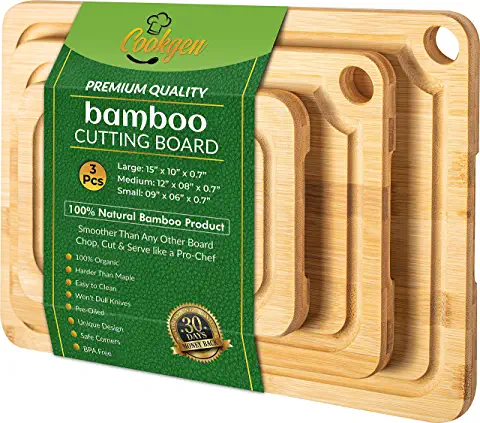 Cookgen
PREMIUM QUALITY
bamboo
CUTTING BOARD
3
Pcs
Large: 15" x 10" x 0.7"
Medium: 12" x 08" x 0.7"
Small: 09" x 06" x 0.7"
100% Natural Bamboo Product
Smoother Than Any Other Board
Chop, Cut & Serve like a Pro-Chef
100% Organic
Harder Than Maple
Easy to Clean
Won't Dull Knives
Pre-Oiled
Unique Design
Safe Corners
BPA Free
30
DAYS
MONEY BACK